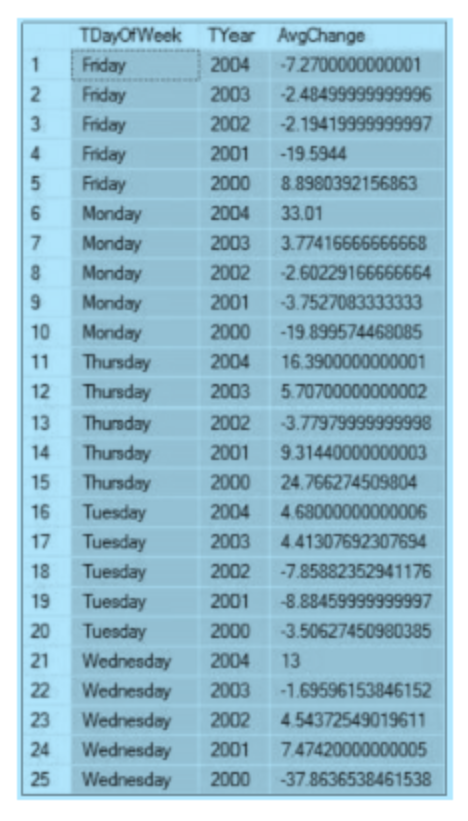 TDayOfWeek TYear AvgChange
1 Friday 2004 -7.2700000000001
2 Friday 2003 -2.48499999999996
3 Friday 2002 -2.19419999999997
4 Friday 2001 -19.5944
5 Friday 2000 8.8980392156863
6 Monday 2004 33.01
7 Monday 2003 3.77416666666668
8 Monday 2002 -2.60229166666664
9 Monday 2001 -3.7527083333333
10 Monday 2000 -19.899574468085
11 Thursday 2004 16.3900000000001
12 Thursday 2003 5.70700000000002
13 Thursday 2002 -3.77979999999998
14 Thursday 2001 9.31440000000003
15 Thursday 2000 24.766274509804
16 Tuesday 2004 4.68000000000006
17 Tuesday 2003 4.41307692307694
18 Tuesday 2002 -7.85882352941176
19 Tuesday 2001 -8.88459999999997
20 Tuesday 2000 -3.50627450980385
21 Wednesday 2004 13
22 Wednesday 2003 -1.69596153846152
23 Wednesday 2002 4.54372549019611
24 Wednesday 2001 7.47420000000005
25 Wednesday 2000 -37.8636538461538